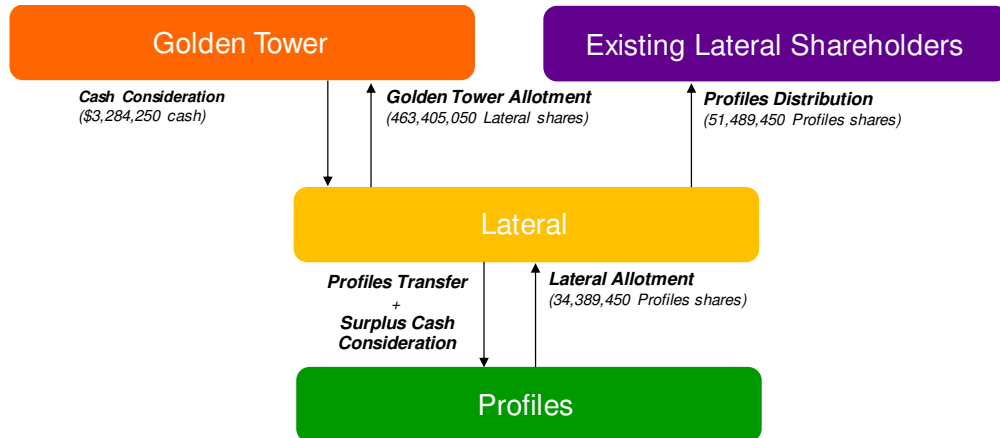 Golden Tower
Existing Lateral Shareholders
Cash Consideration
($3,284,250 cash)
Golden Tower Allotment
(463,405,050 Lateral shares)
Profiles Distribution
(51,489,450 Profiles shares)
Lateral
Profiles Transfer
+
Surplus Cash
Consideration
Lateral Allotment
(34,389,450 Profiles shares)
Profiles